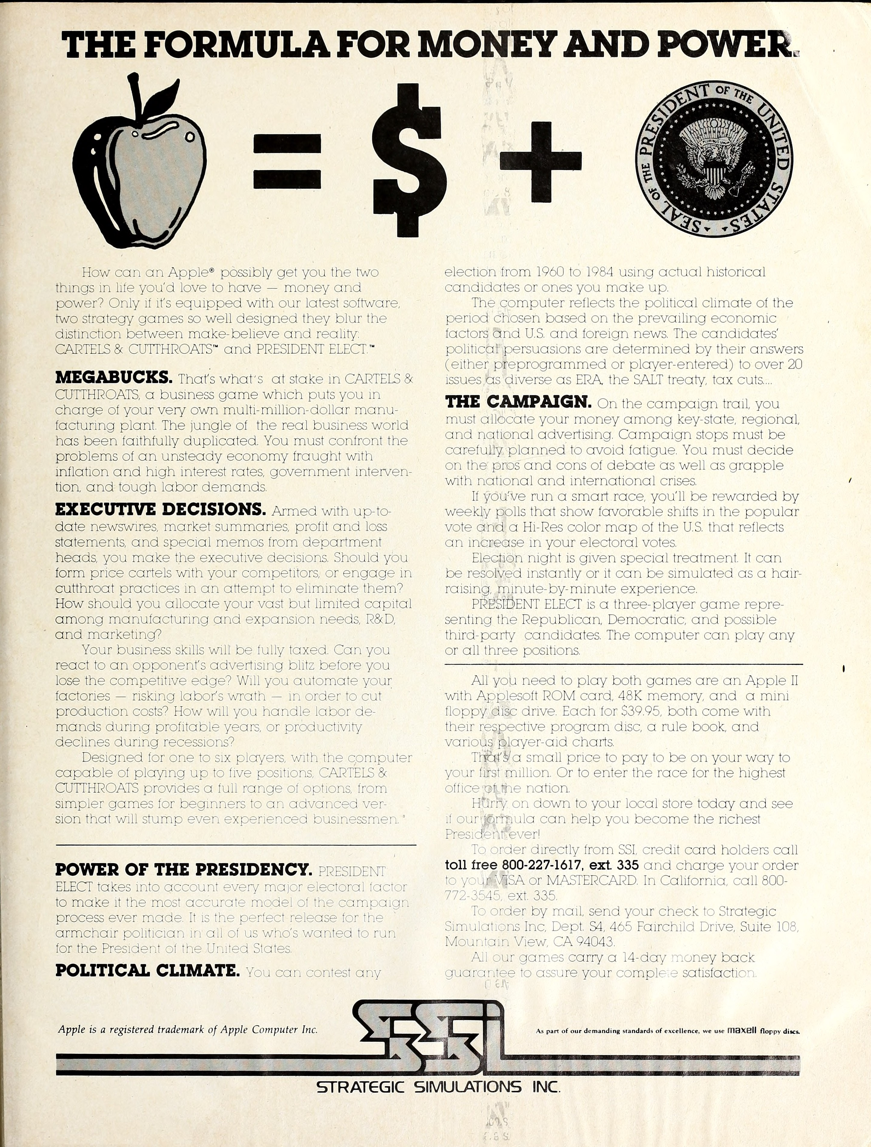 THE FORMULA FOR MONEY AND POWER.
= $ +
SEAL OF THE PRESIDENT OF THE UNITED STATES
How can an Apple® possibly get you the two
things in life you'd love to have — money and
power? Only if it's equipped with our latest software,
two strategy games so well designed they blur the
distinction between make-believe and reality:
CARTELS & CUTTHROATS™ and PRESIDENT ELECT™
MEGABUCKS. That's what's at stake in CARTELS &
CUTTHROATS, a business game which puts you in
charge of your very own multi-million-dollar manu-
facturing plant. The jungle of the real business world
has been faithfully duplicated. You must confront the
problems of an unsteady economy fraught with
inflation and high interest rates, government interven-
tion, and tough labor demands.
EXECUTIVE DECISIONS. Armed with up-to-
date newswires, market summaries, profit and loss
statements, and special memos from department
heads, you make the executive decisions. Should you
form price cartels with your competitors, or engage in
cutthroat practices in an attempt to eliminate them?
How should you allocate your vast but limited capital
among manufacturing and expansion needs, R&D,
and marketing?
Your business skills will be fully taxed. Can you
react to an opponent's advertising blitz before you
lose the competitive edge? Will you automate your
factories — risking labor's wrath — in order to cut
production costs? How will you handle labor de-
mands during profitable years, or productivity
declines during recessions?
Designed for one to six players, with the computer
capable of playing up to five positions, CARTELS &
CUTTHROATS provides a full range of options, from
simpler games for beginners to an advanced ver-
sion that will stump even experienced businessmen.
POWER OF THE PRESIDENCY. PRESIDENT
ELECT takes into account every major electoral factor
to make it the most accurate model of the campaign
process ever made. It is the perfect release for the
armchair politician in all of us who's wanted to run
for the President of the United States.
POLITICAL CLIMATE. You can contest any
election from 1960 to 1984 using actual historical
candidates or ones you make up.
The computer reflects the political climate of the
period chosen based on the prevailing economic
factors and U.S. and foreign news. The candidates'
political persuasions are determined by their answers
(either preprogrammed or player-entered) to over 20
issues as diverse as ERA, the SALT treaty, tax cuts...
THE CAMPAIGN. On the campaign trail, you
must allocate your money among key-state, regional,
and national advertising. Campaign stops must be
carefully planned to avoid fatigue. You must decide
on the pros and cons of debate as well as grapple
with national and international crises.
If you've run a smart race, you'll be rewarded by
weekly polls that show favorable shifts in the popular
vote and a Hi-Res color map of the U.S. that reflects
an increase in your electoral votes.
Election night is given special treatment. It can
be resolved instantly or it can be simulated as a hair-
raising, minute-by-minute experience.
PRESIDENT ELECT is a three-player game repre-
senting the Republican, Democratic, and possible
third-party candidates. The computer can play any
or all three positions.
All you need to play both games are an Apple II
with Applesoft ROM card, 48K memory, and a mini
floppy disc drive. Each for $39.95, both come with
their respective program disc, a rule book, and
various player-aid charts.
That's a small price to pay to be on your way to
your first million. Or to enter the race for the highest
office of the nation.
Hurry on down to your local store today and see
if our formula can help you become the richest
President ever!
To order directly from SSI, credit card holders call
toll free 800-227-1617, ext. 335 and charge your order
to your VISA or MASTERCARD. In California, call 800-
772-3545, ext. 335.
To order by mail, send your check to Strategic
Simulations Inc, Dept. S4, 465 Fairchild Drive, Suite 108,
Mountain View, CA 94043.
All our games carry a 14-day money back
guarantee to assure your complete satisfaction.
Apple is a registered trademark of Apple Computer Inc.
SSI
As part of our demanding standards of excellence, we use maxell floppy discs.
STRATEGIC SIMULATIONS INC.